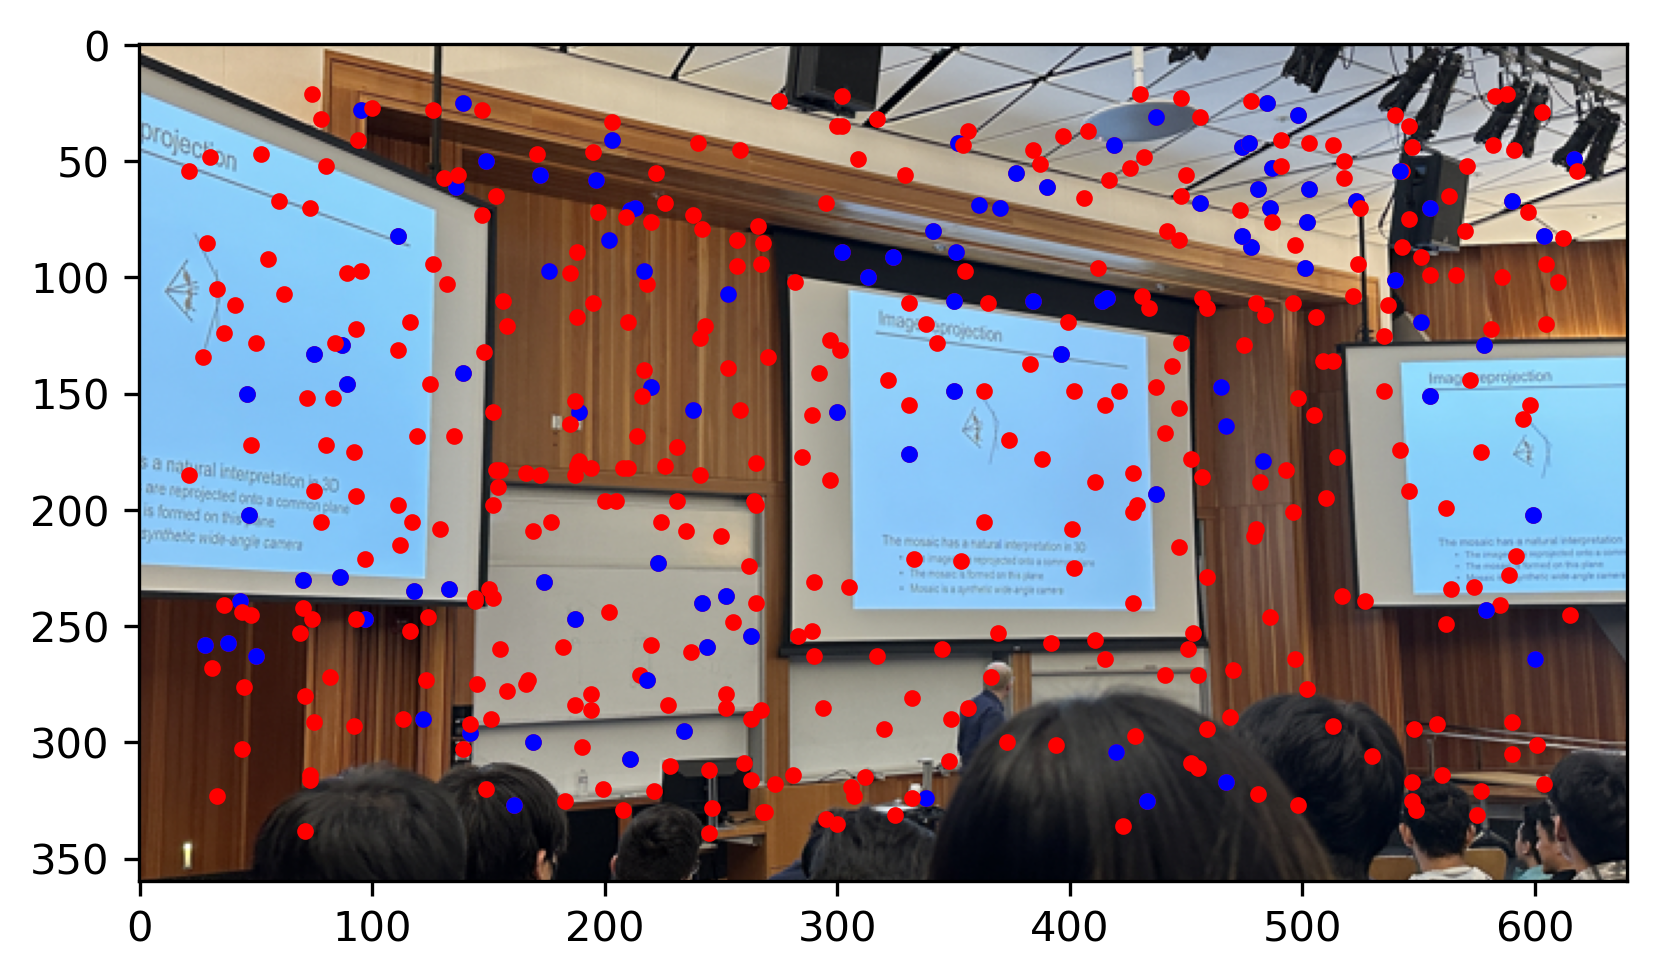 0
50
100
150
200
250
300
350
0 100 200 300 400 500 600
projection
s a natural interpretation in 3D
are reprojected onto a common plane
is formed on this plane
synthetic wide-angle camera
Image reprojection
The mosaic has a natural interpretation in 3D
• The images reprojected onto a common plane
• The mosaic is formed on this plane
• Mosaic is a synthetic wide-angle camera
Image reprojection
The mosaic has a natural interpretation in 3D
• The images reprojected onto a comm
• The mosaic is formed on this plane
• Mosaic is synthetic wide-angle camera